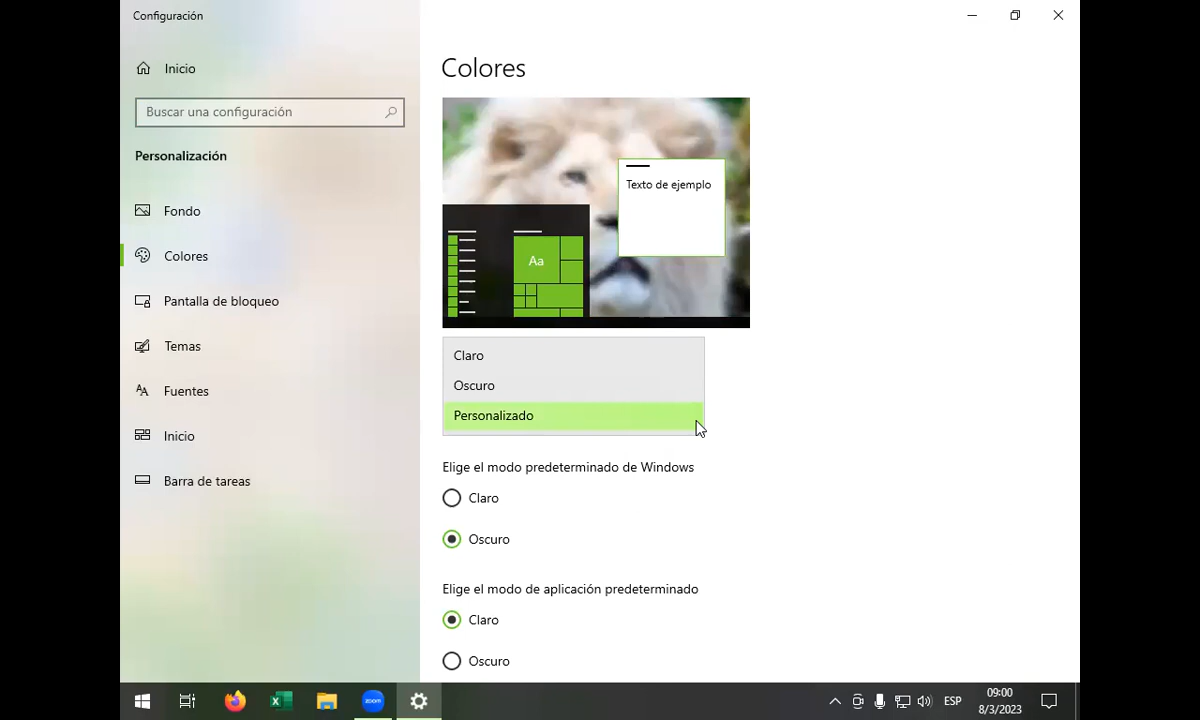 Configuración
Inicio
Buscar una configuración
Personalización
Fondo
Colores
Pantalla de bloqueo
Temas
Fuentes
Inicio
Barra de tareas
Colores
Texto de ejemplo
Aa
Claro
Oscuro
Personalizado
Elige el modo predeterminado de Windows
Claro
Oscuro
Elige el modo de aplicación predeterminado
Claro
Oscuro
zoom
ESP
09:00
8/3/2023